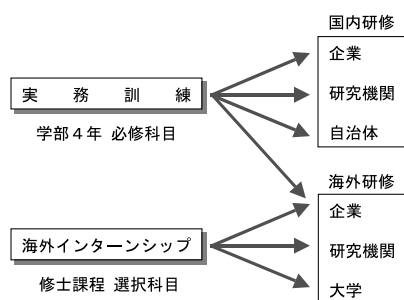 国内研修
企業
研究機関
自治体
実務訓練
学部4年 必修科目
海外研修
企業
研究機関
大学
海外インターンシップ
修士課程 選択科目